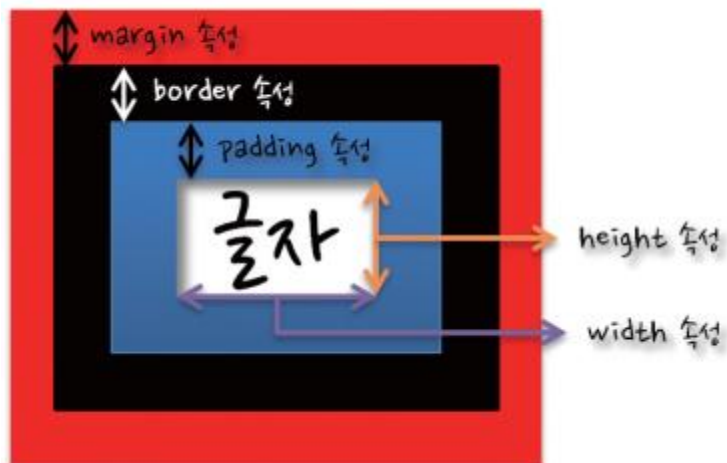 margin 속성
border 속성
padding 속성
글자
height 속성
width 속성